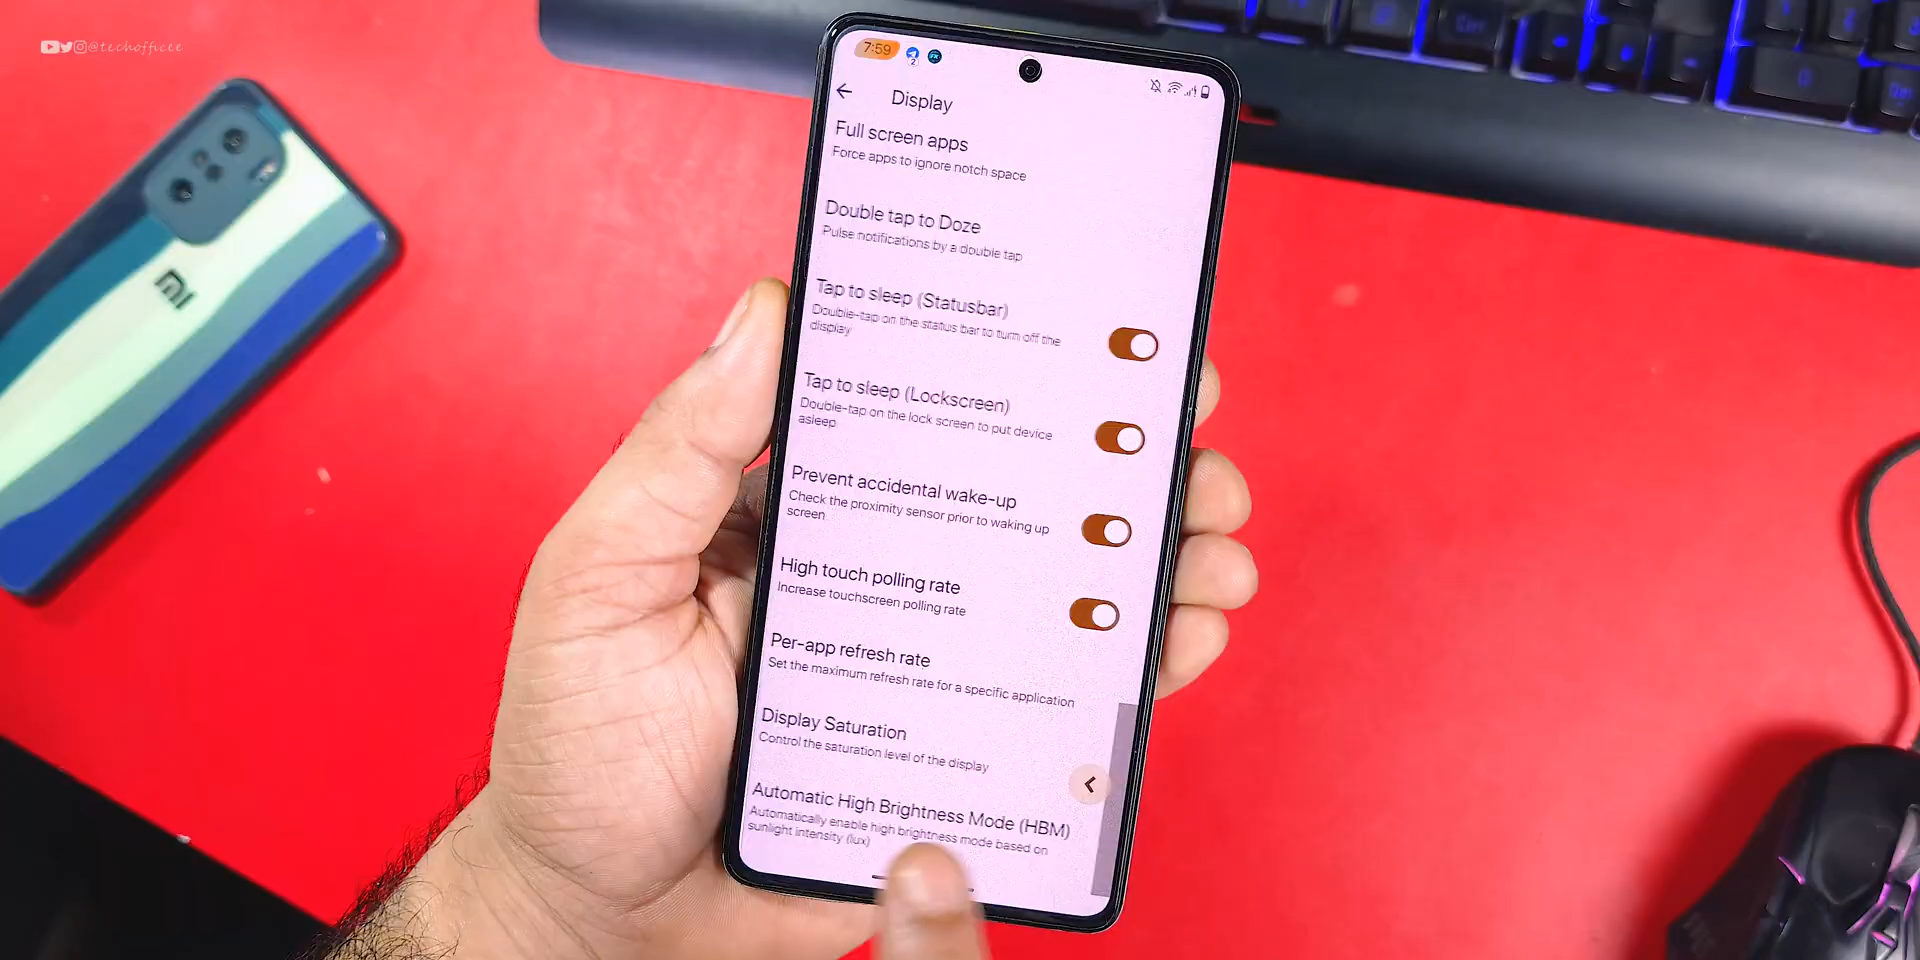 @techofficee
7:59
2
Display
Full screen apps
Force apps to ignore notch space
Double tap to Doze
Pulse notifications by a double tap
Tap to sleep (Statusbar)
Double-tap on the status bar to turn off the
display
Tap to sleep (Lockscreen)
Double-tap on the lock screen to put device
asleep
Prevent accidental wake-up
Check the proximity sensor prior to waking up
screen
High touch polling rate
Increase touchscreen polling rate
Per-app refresh rate
Set the maximum refresh rate for a specific application
Display Saturation
Control the saturation level of the display
Automatic High Brightness Mode (HBM)
Automatically enable high brightness mode based on
sunlight intensity (lux)
mi
Ctrl